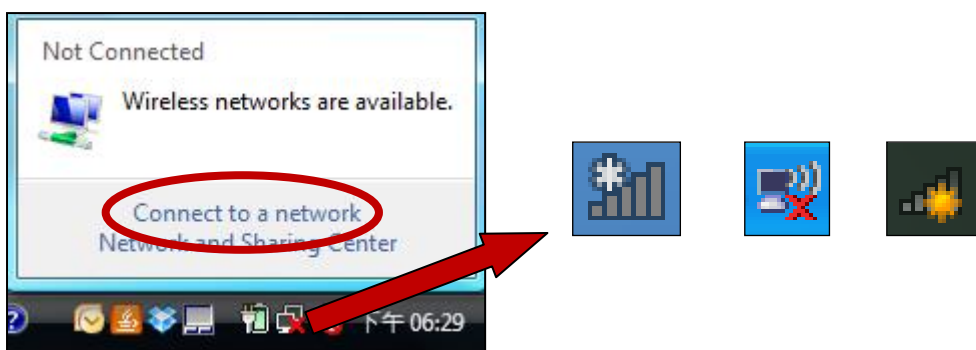 Not Connected
Wireless networks are available.
Connect to a network
Network and Sharing Center
下午 06:29